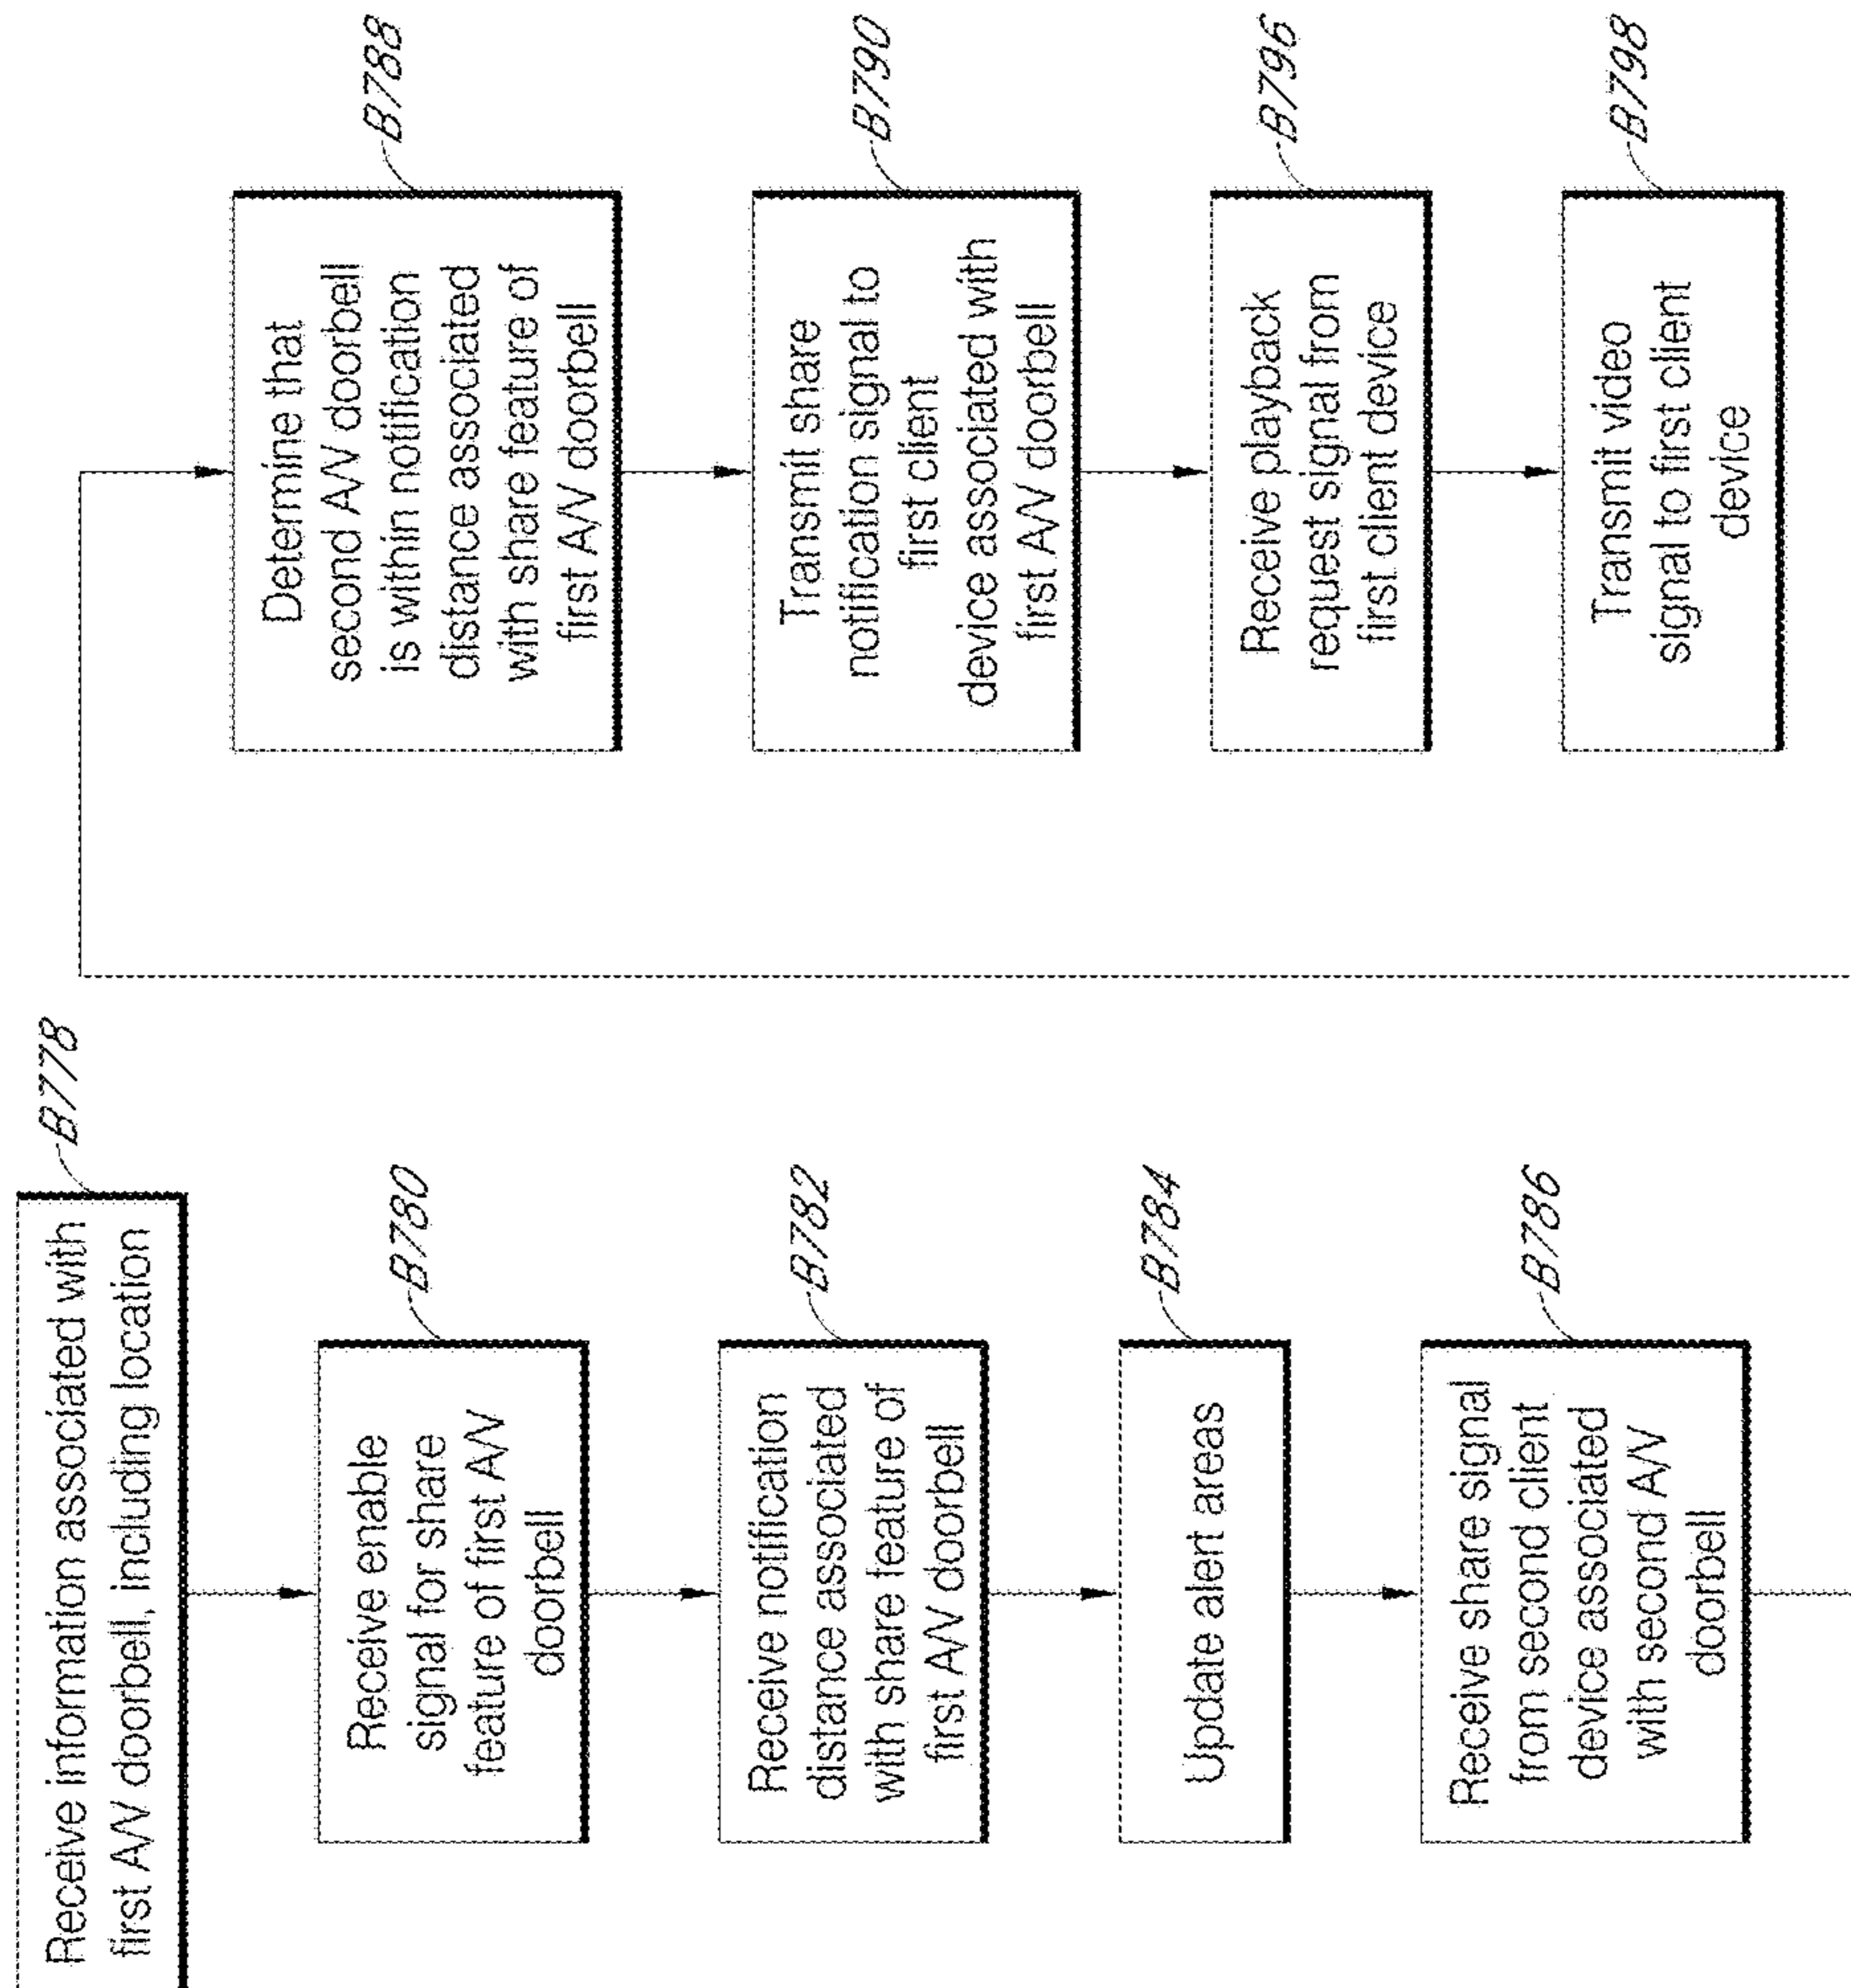 Receive information associated with
first A/V doorbell, including location
B778
Receive enable
signal for share
feature of first A/V
doorbell
B780
Receive notification
distance associated
with share feature of
first A/V doorbell
B782
Update alert areas
B784
Receive share signal
from second client
device associated
with second A/V
doorbell
B786
Determine that
second A/V doorbell
is within notification
distance associated
with share feature of
first A/V doorbell
B788
Transmit share
notification signal to
first client
device associated with
first A/V doorbell
B790
Receive playback
request signal from
first client device
B796
Transmit video
signal to first client
device
B798